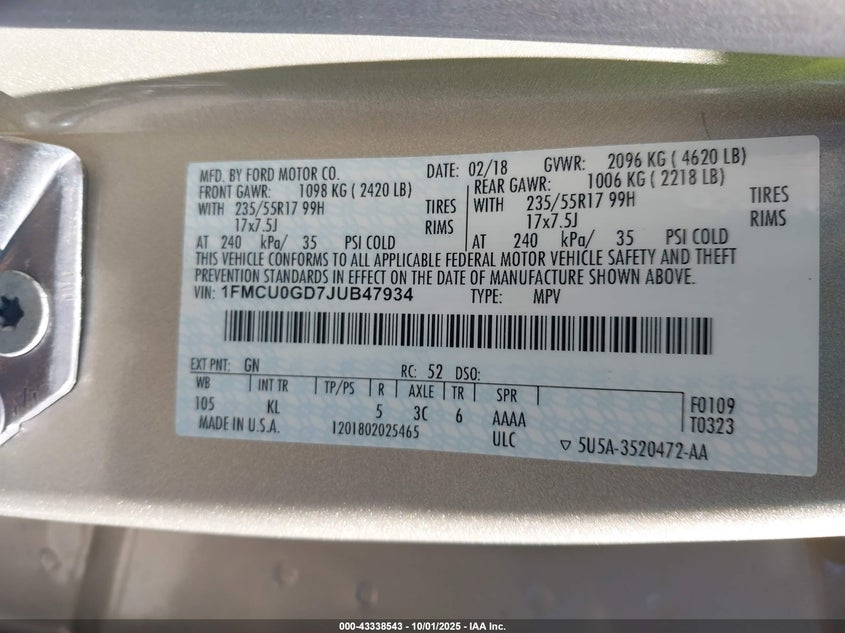 MFD. BY FORD MOTOR CO. DATE: 02/18 GVWR: 2096 KG ( 4620 LB)
FRONT GAWR: 1098 KG ( 2420 LB) REAR GAWR: 1006 KG ( 2218 LB)
WITH 235/55R17 99H TIRES WITH 235/55R17 99H TIRES
17x7.5J RIMS 17x7.5J RIMS
AT 240 kPa/ 35 PSI COLD AT 240 kPa/ 35 PSI COLD
THIS VEHICLE CONFORMS TO ALL APPLICABLE FEDERAL MOTOR VEHICLE SAFETY AND THEFT
PREVENTION STANDARDS IN EFFECT ON THE DATE OF MANUFACTURE SHOWN ABOVE.
VIN: 1FMCU0GD7JUB47934 TYPE: MPV
EXT PNT: GN RC: 52 DSO:
WB INT TR TP/PS R AXLE TR SPR F0109
105 KL 5 3C 6 AAAA T0323
MADE IN U.S.A. 1201802025465 ULC ▽ 5U5A-3520472-AA
000-43338543 - 10/01/2025 - IAA Inc.